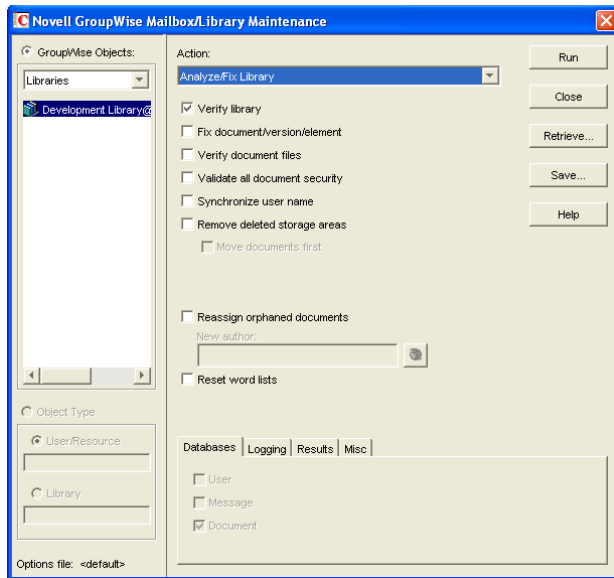 Novell GroupWise Mailbox/Library Maintenance
GroupWise Objects:
Libraries
Development Library@
Object Type
User/Resource
Library
Options file: <default>
Action:
Analyze/Fix Library
Verify library
Fix document/version/element
Verify document files
Validate all document security
Synchronize user name
Remove deleted storage areas
Move documents first
Reassign orphaned documents
New author:
Reset word lists
Databases Logging Results Misc
User
Message
Document
Run
Close
Retrieve...
Save...
Help